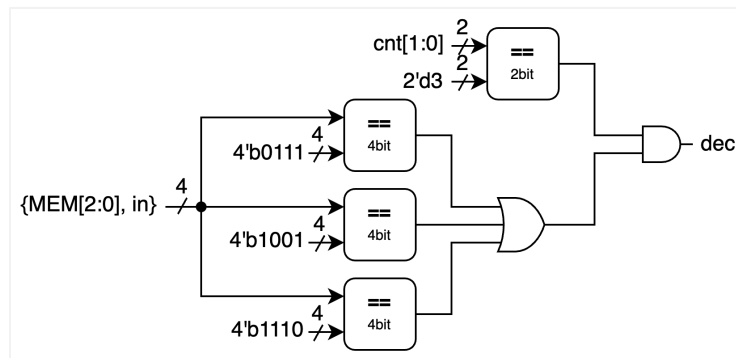 2
cnt[1:0]
==
2
2'd3
2bit
==
4
4'b0111
4bit
dec
4
{MEM[2:0], in}
==
4
4'b1001
4bit
==
4
4'b1110
4bit